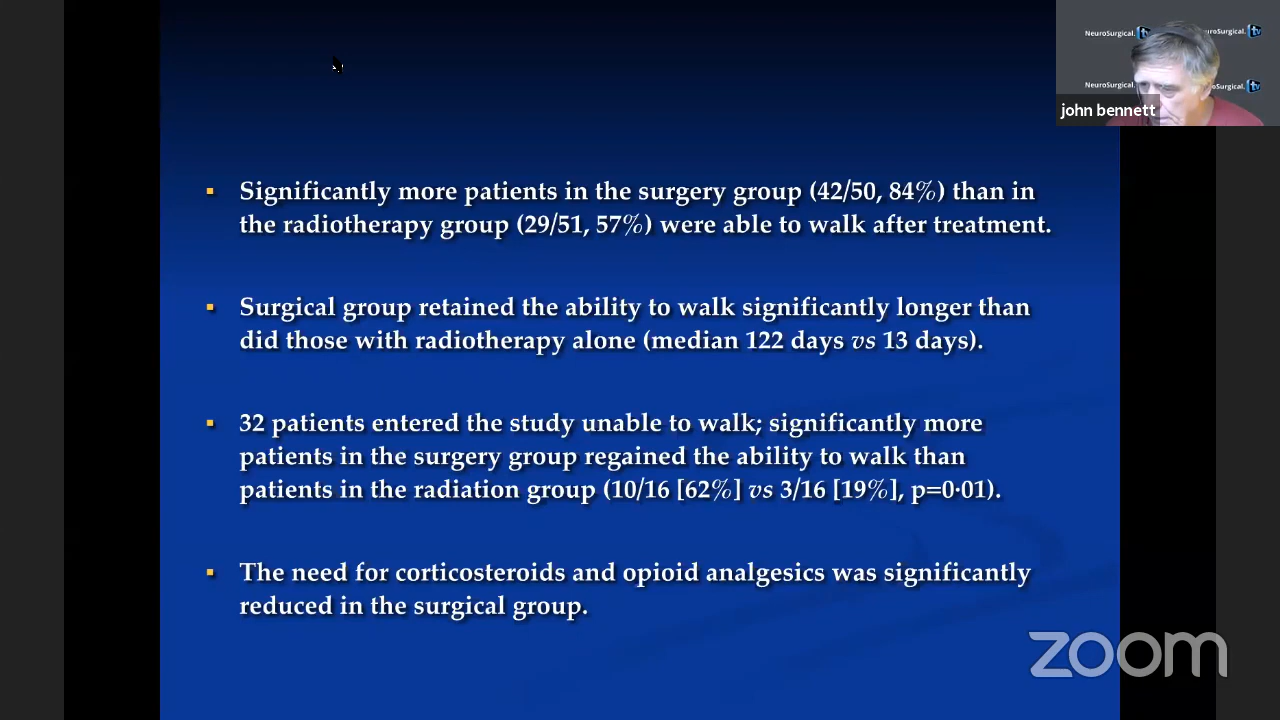 NeuroSurgical.tv
NeuroSurgical.
john bennett
Significantly more patients in the surgery group (42/50, 84%) than in
the radiotherapy group (29/51, 57%) were able to walk after treatment.
Surgical group retained the ability to walk significantly longer than
did those with radiotherapy alone (median 122 days vs 13 days).
32 patients entered the study unable to walk; significantly more
patients in the surgery group regained the ability to walk than
patients in the radiation group (10/16 [62%] vs 3/16 [19%], p=0·01).
The need for corticosteroids and opioid analgesics was significantly
reduced in the surgical group.
zoom